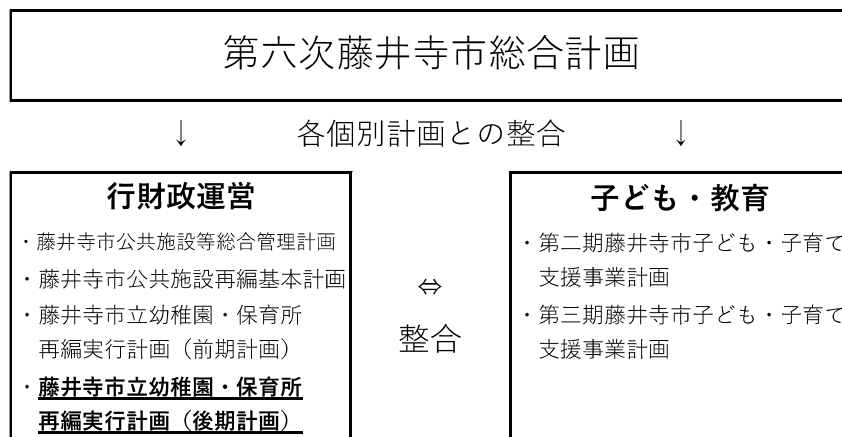 第六次藤井寺市総合計画
↓ 各個別計画との整合 ↓
行財政運営
・藤井寺市公共施設等総合管理計画
・藤井寺市公共施設再編基本計画
・藤井寺市立幼稚園・保育所
再編実行計画（前期計画）
・藤井寺市立幼稚園・保育所
再編実行計画（後期計画）
⇔
整合
子ども・教育
・第二期藤井寺市子ども・子育て
支援事業計画
・第三期藤井寺市子ども・子育て
支援事業計画